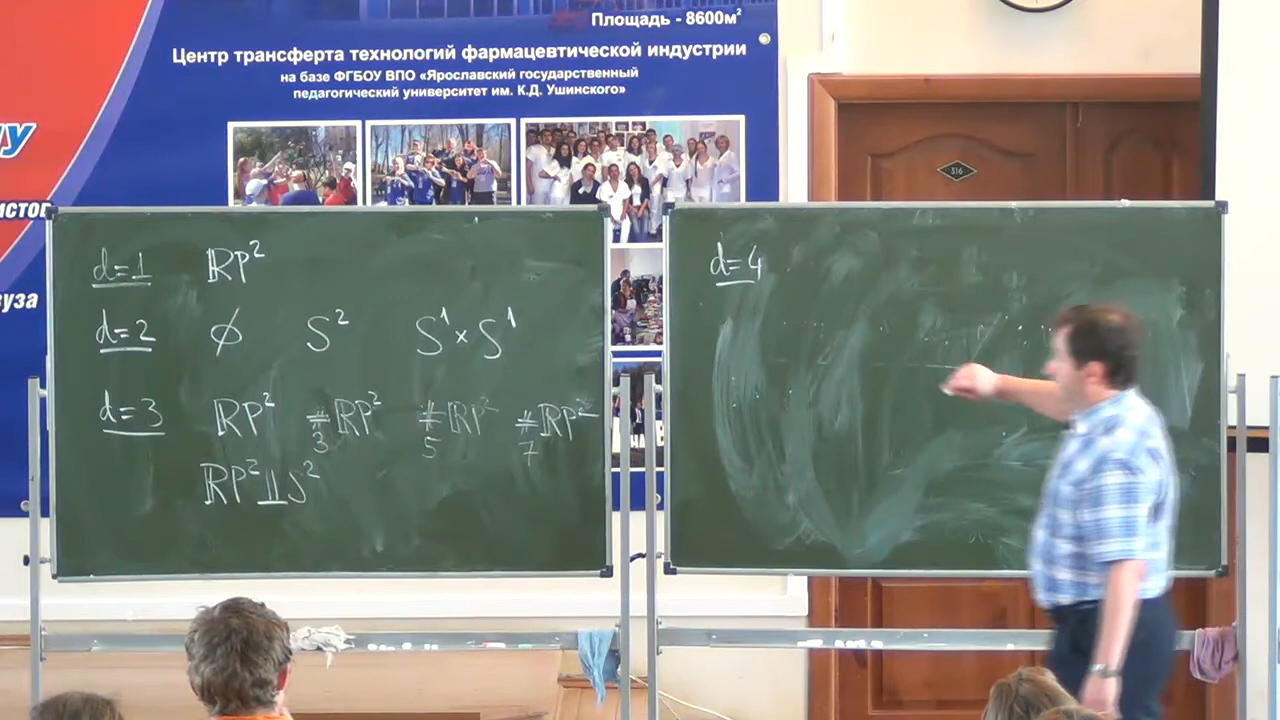 Площадь - 8600м²
Центр трансферта технологий фармацевтической индустрии
на базе ФГБОУ ВПО «Ярославский государственный
педагогический университет им. К.Д. Ушинского»
316
d=1 ℝP²
d=2 ∅ S² S¹×S¹
d=3 ℝP² #₃ℝP² #₅ℝP² #₇ℝP²
ℝP²⊔S²
d=4